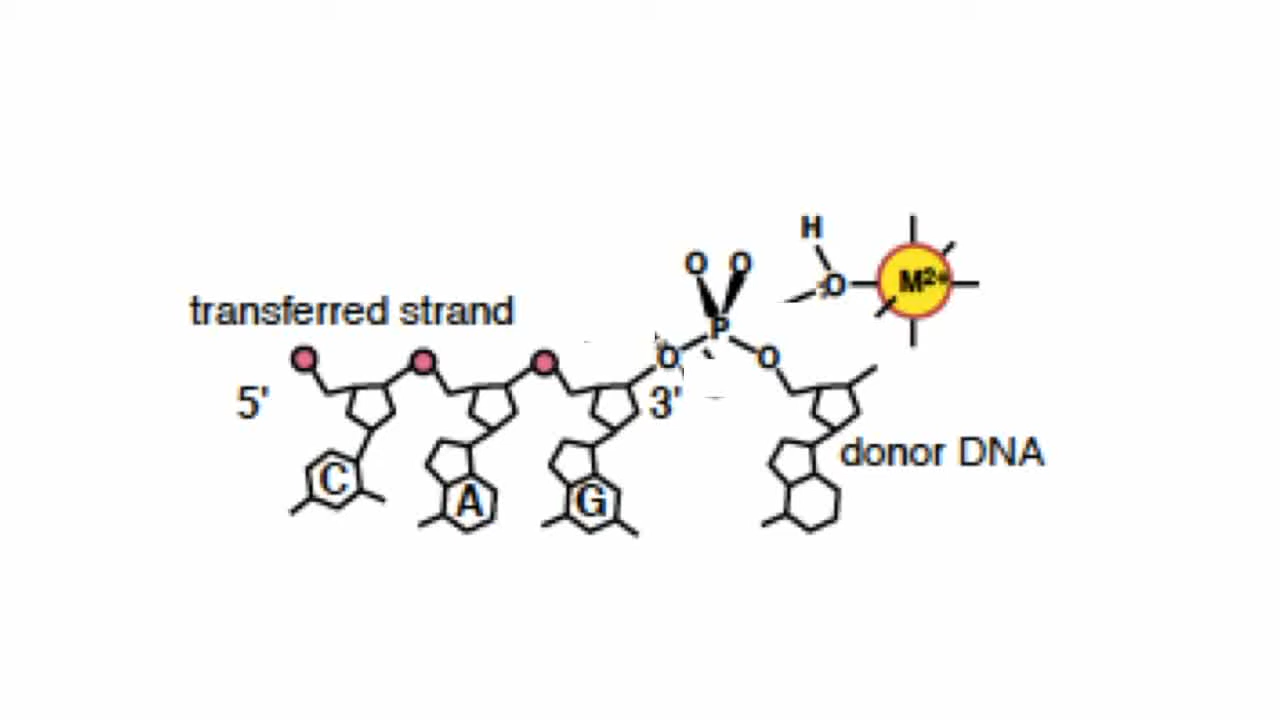 H
O O
O M²⁺
transferred strand
P
O O
5' 3'
donor DNA
C A G